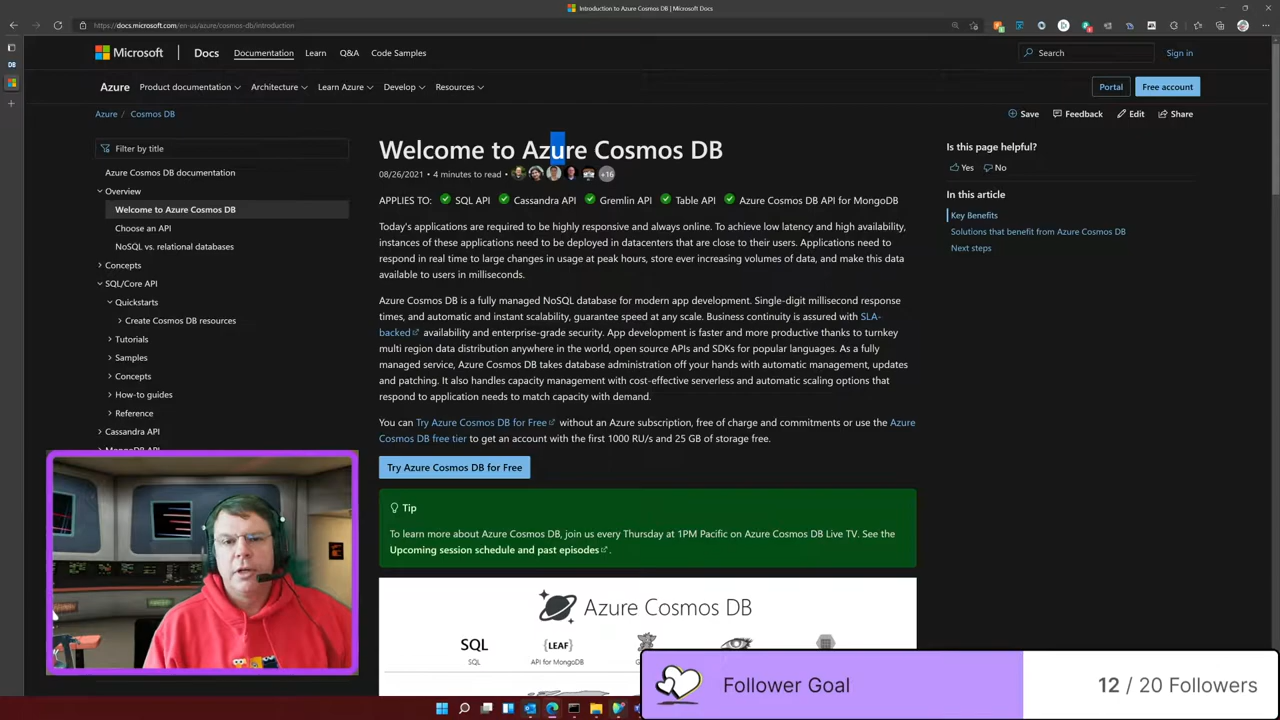 Introduction to Azure Cosmos DB | Microsoft Docs
https://docs.microsoft.com/en-us/azure/cosmos-db/introduction
Microsoft
Docs
Documentation
Learn
Q&A
Code Samples
Search
Sign in
Azure
Product documentation
Architecture
Learn Azure
Develop
Resources
Portal
Free account
Azure / Cosmos DB
Save
Feedback
Edit
Share
Filter by title
Azure Cosmos DB documentation
Overview
Welcome to Azure Cosmos DB
Choose an API
NoSQL vs. relational databases
Concepts
SQL/Core API
Quickstarts
Create Cosmos DB resources
Tutorials
Samples
Concepts
How-to guides
Reference
Cassandra API
Welcome to Azure Cosmos DB
08/26/2021 • 4 minutes to read
+16
APPLIES TO: SQL API Cassandra API Gremlin API Table API Azure Cosmos DB API for MongoDB
Today's applications are required to be highly responsive and always online. To achieve low latency and high availability,
instances of these applications need to be deployed in datacenters that are close to their users. Applications need to
respond in real time to large changes in usage at peak hours, store ever increasing volumes of data, and make this data
available to users in milliseconds.
Azure Cosmos DB is a fully managed NoSQL database for modern app development. Single-digit millisecond response
times, and automatic and instant scalability, guarantee speed at any scale. Business continuity is assured with SLA-
backed availability and enterprise-grade security. App development is faster and more productive thanks to turnkey
multi region data distribution anywhere in the world, open source APIs and SDKs for popular languages. As a fully
managed service, Azure Cosmos DB takes database administration off your hands with automatic management, updates
and patching. It also handles capacity management with cost-effective serverless and automatic scaling options that
respond to application needs to match capacity with demand.
You can Try Azure Cosmos DB for Free without an Azure subscription, free of charge and commitments or use the Azure
Cosmos DB free tier to get an account with the first 1000 RU/s and 25 GB of storage free.
Try Azure Cosmos DB for Free
Tip
To learn more about Azure Cosmos DB, join us every Thursday at 1PM Pacific on Azure Cosmos DB Live TV. See the
Upcoming session schedule and past episodes.
Azure Cosmos DB
SQL
{LEAF}
SQL
API for MongoDB
Is this page helpful?
Yes
No
In this article
Key Benefits
Solutions that benefit from Azure Cosmos DB
Next steps
Follower Goal
12 / 20 Followers